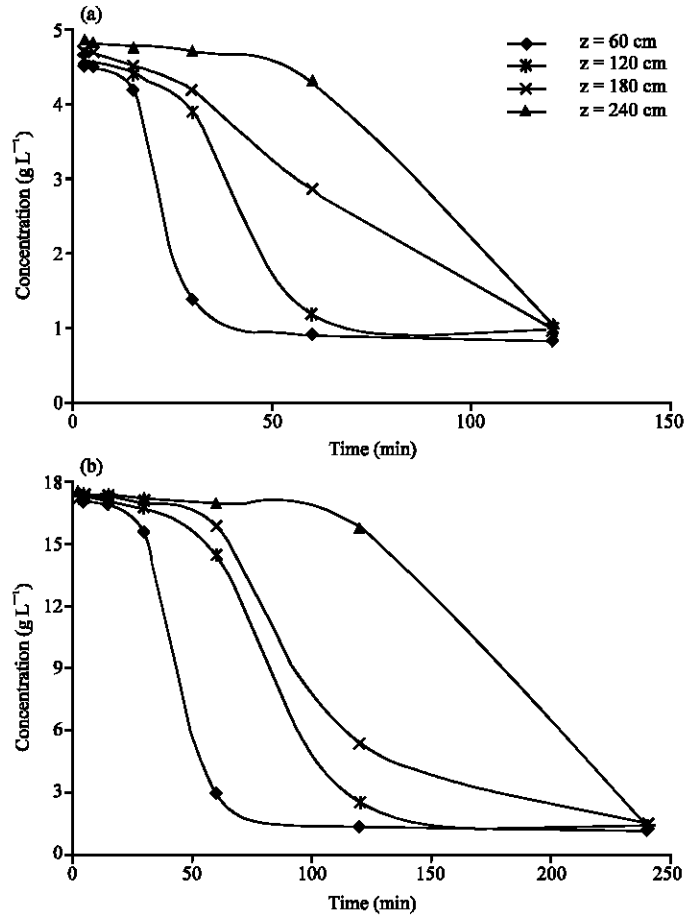 (a)
5
4
3
2
1
0
0 50 100 150
Concentration (g L⁻¹)
Time (min)
z = 60 cm
z = 120 cm
z = 180 cm
z = 240 cm
(b)
18
15
12
9
6
3
0
0 50 100 150 200 250
Concentration (g L⁻¹)
Time (min)